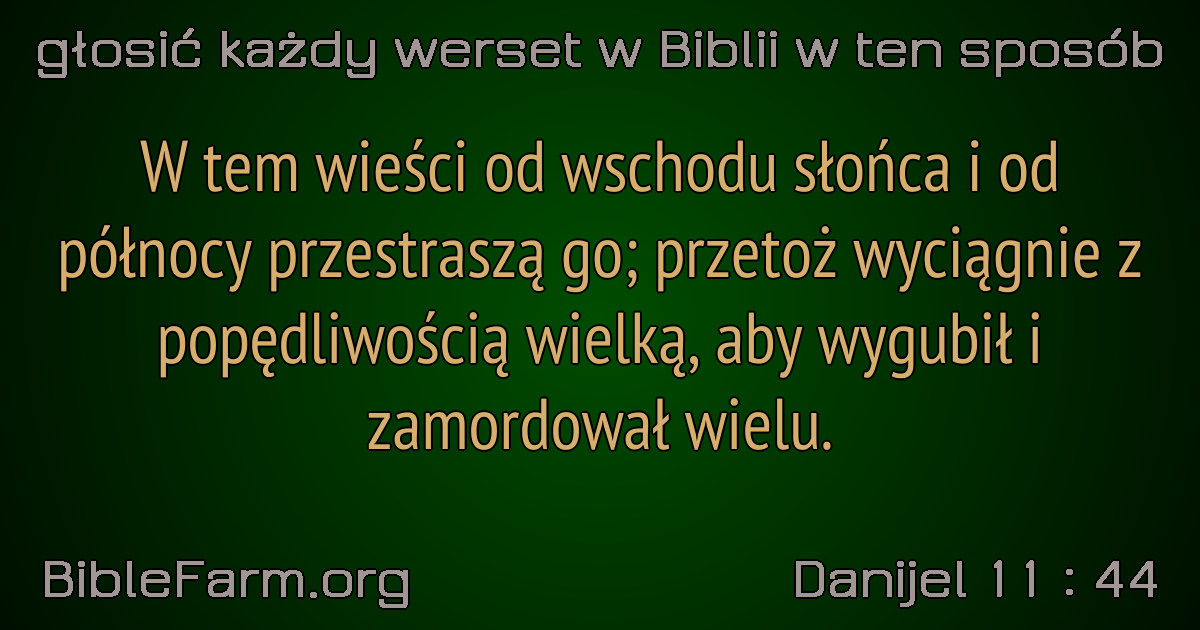 głosić każdy werset w Biblii w ten sposób
W tem wieści od wschodu słońca i od
północy przestraszą go; przetoż wyciągnie z
popędliwością wielką, aby wygubił i
zamordował wielu.
BibleFarm.org
Danijel 11 : 44